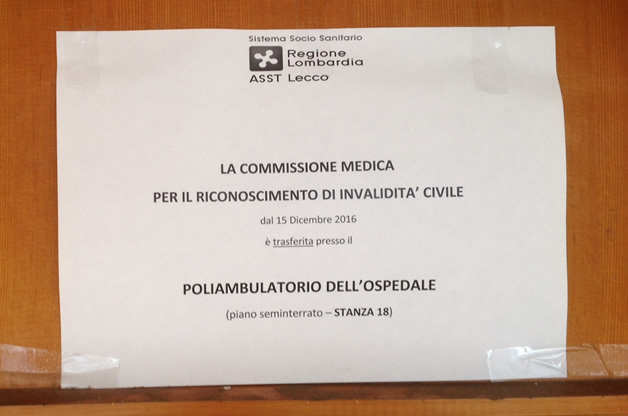 Sistema Socio Sanitario
Regione
Lombardia
ASST Lecco
LA COMMISSIONE MEDICA
PER IL RICONOSCIMENTO DI INVALIDITA’ CIVILE
dal 15 Dicembre 2016
è trasferita presso il
POLIAMBULATORIO DELL’OSPEDALE
(piano seminterrato – STANZA 18)